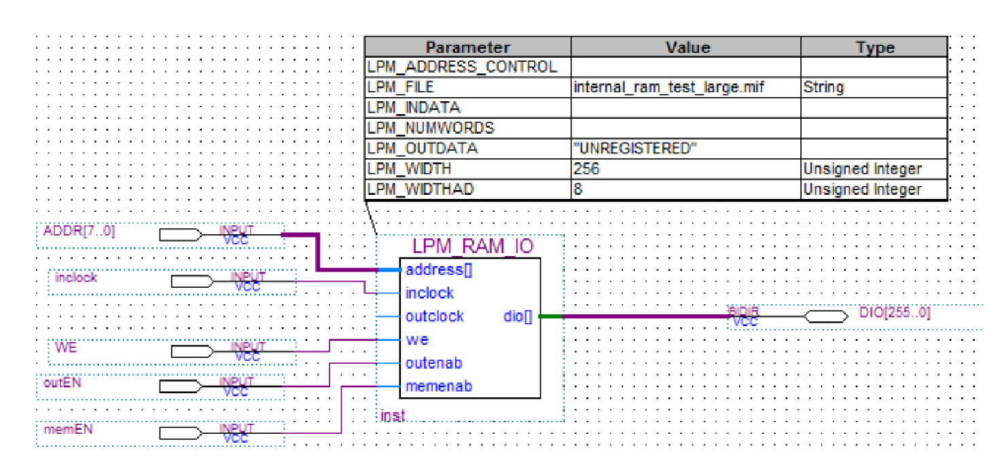 Parameter Value Type
LPM_ADDRESS_CONTROL
LPM_FILE internal_ram_test_large.mif String
LPM_INDATA
LPM_NUMWORDS
LPM_OUTDATA "UNREGISTERED"
LPM_WIDTH 256 Unsigned Integer
LPM_WIDTHAD 8 Unsigned Integer
ADDR[7..0] INPUT
VCC
LPM_RAM_IO
address[]
inclock INPUT
VCC
inclock
outclock dio[]
BIDIR DIO[255..0]
VCC
WE INPUT
VCC
we
outenab
outEN INPUT
VCC
memenab
inst
memEN INPUT
VCC